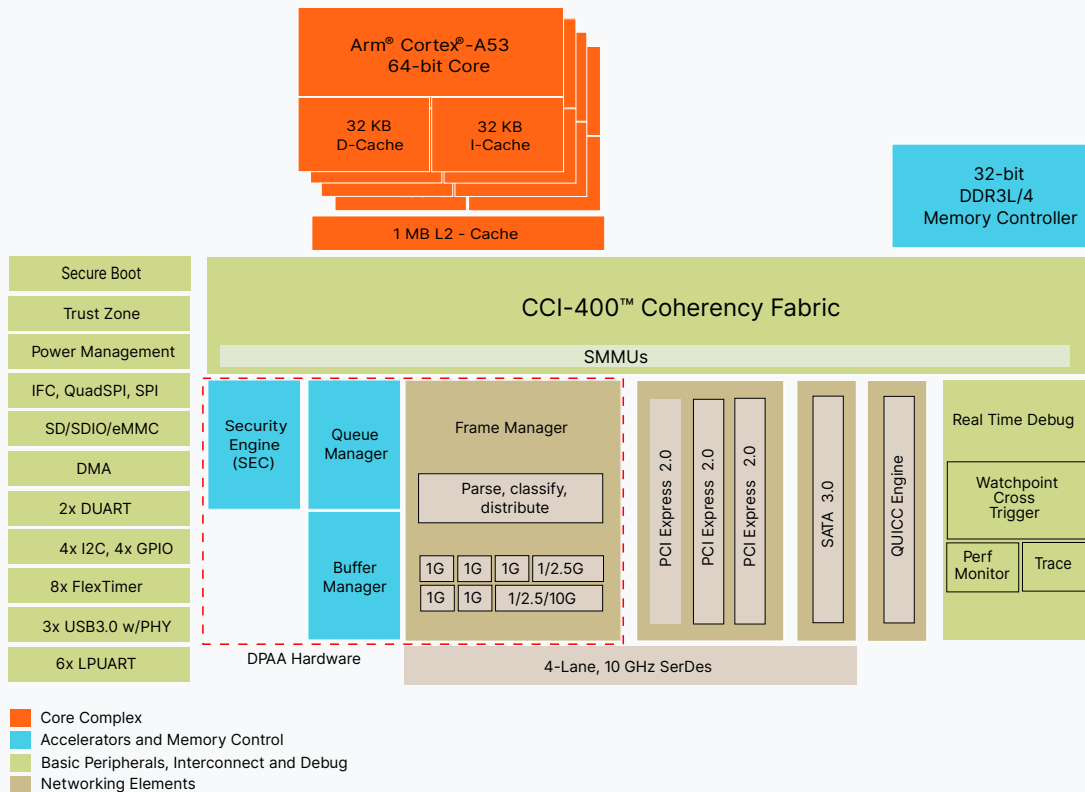 Arm® Cortex®-A53
64-bit Core
32 KB
D-Cache
32 KB
I-Cache
1 MB L2 - Cache
32-bit
DDR3L/4
Memory Controller
Secure Boot
Trust Zone
Power Management
IFC, QuadSPI, SPI
SD/SDIO/eMMC
DMA
2x DUART
4x I2C, 4x GPIO
8x FlexTimer
3x USB3.0 w/PHY
6x LPUART
CCI-400™ Coherency Fabric
SMMUs
Security
Engine
(SEC)
Queue
Manager
Buffer
Manager
Frame Manager
Parse, classify,
distribute
1G
1G
1G
1/2.5G
1G
1G
1/2.5/10G
DPAA Hardware
PCI Express 2.0
PCI Express 2.0
PCI Express 2.0
SATA 3.0
QUICC Engine
Real Time Debug
Watchpoint
Cross
Trigger
Perf
Monitor
Trace
4-Lane, 10 GHz SerDes
Core Complex
Accelerators and Memory Control
Basic Peripherals, Interconnect and Debug
Networking Elements